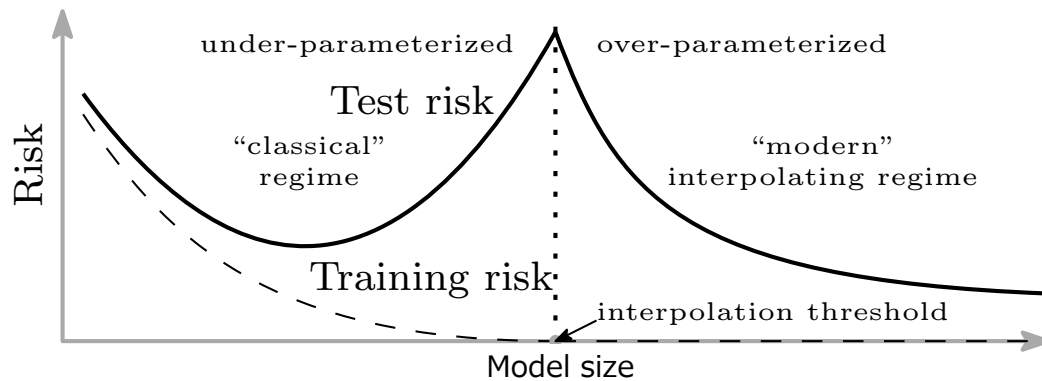 under-parameterized
over-parameterized
Test risk
“classical”
regime
“modern”
interpolating regime
Risk
Training risk
interpolation threshold
Model size